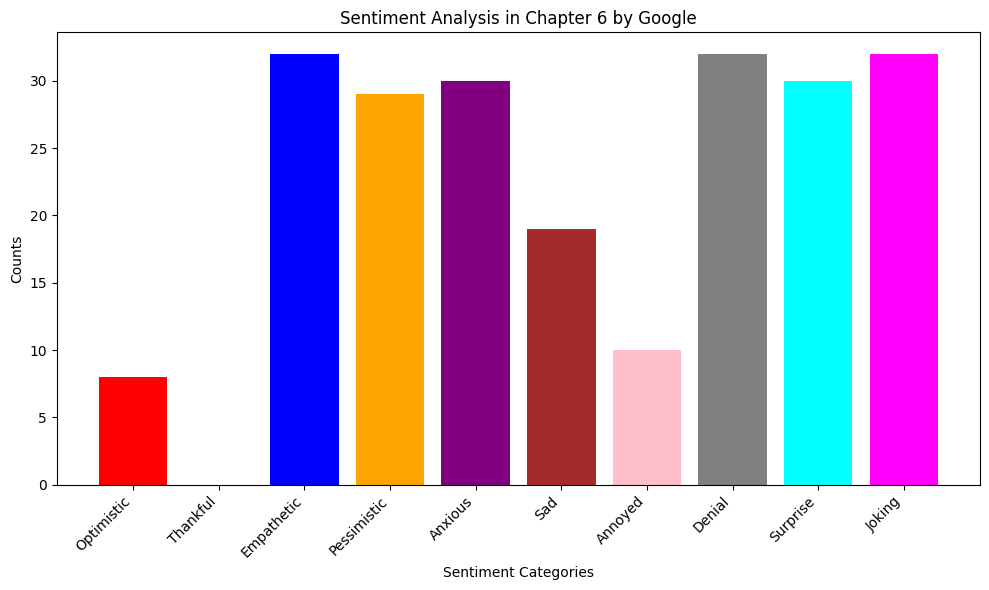 Sentiment Analysis in Chapter 6 by Google
Counts
30
25
20
15
10
5
0
Optimistic
Thankful
Empathetic
Pessimistic
Anxious
Sad
Annoyed
Denial
Surprise
Joking
Sentiment Categories